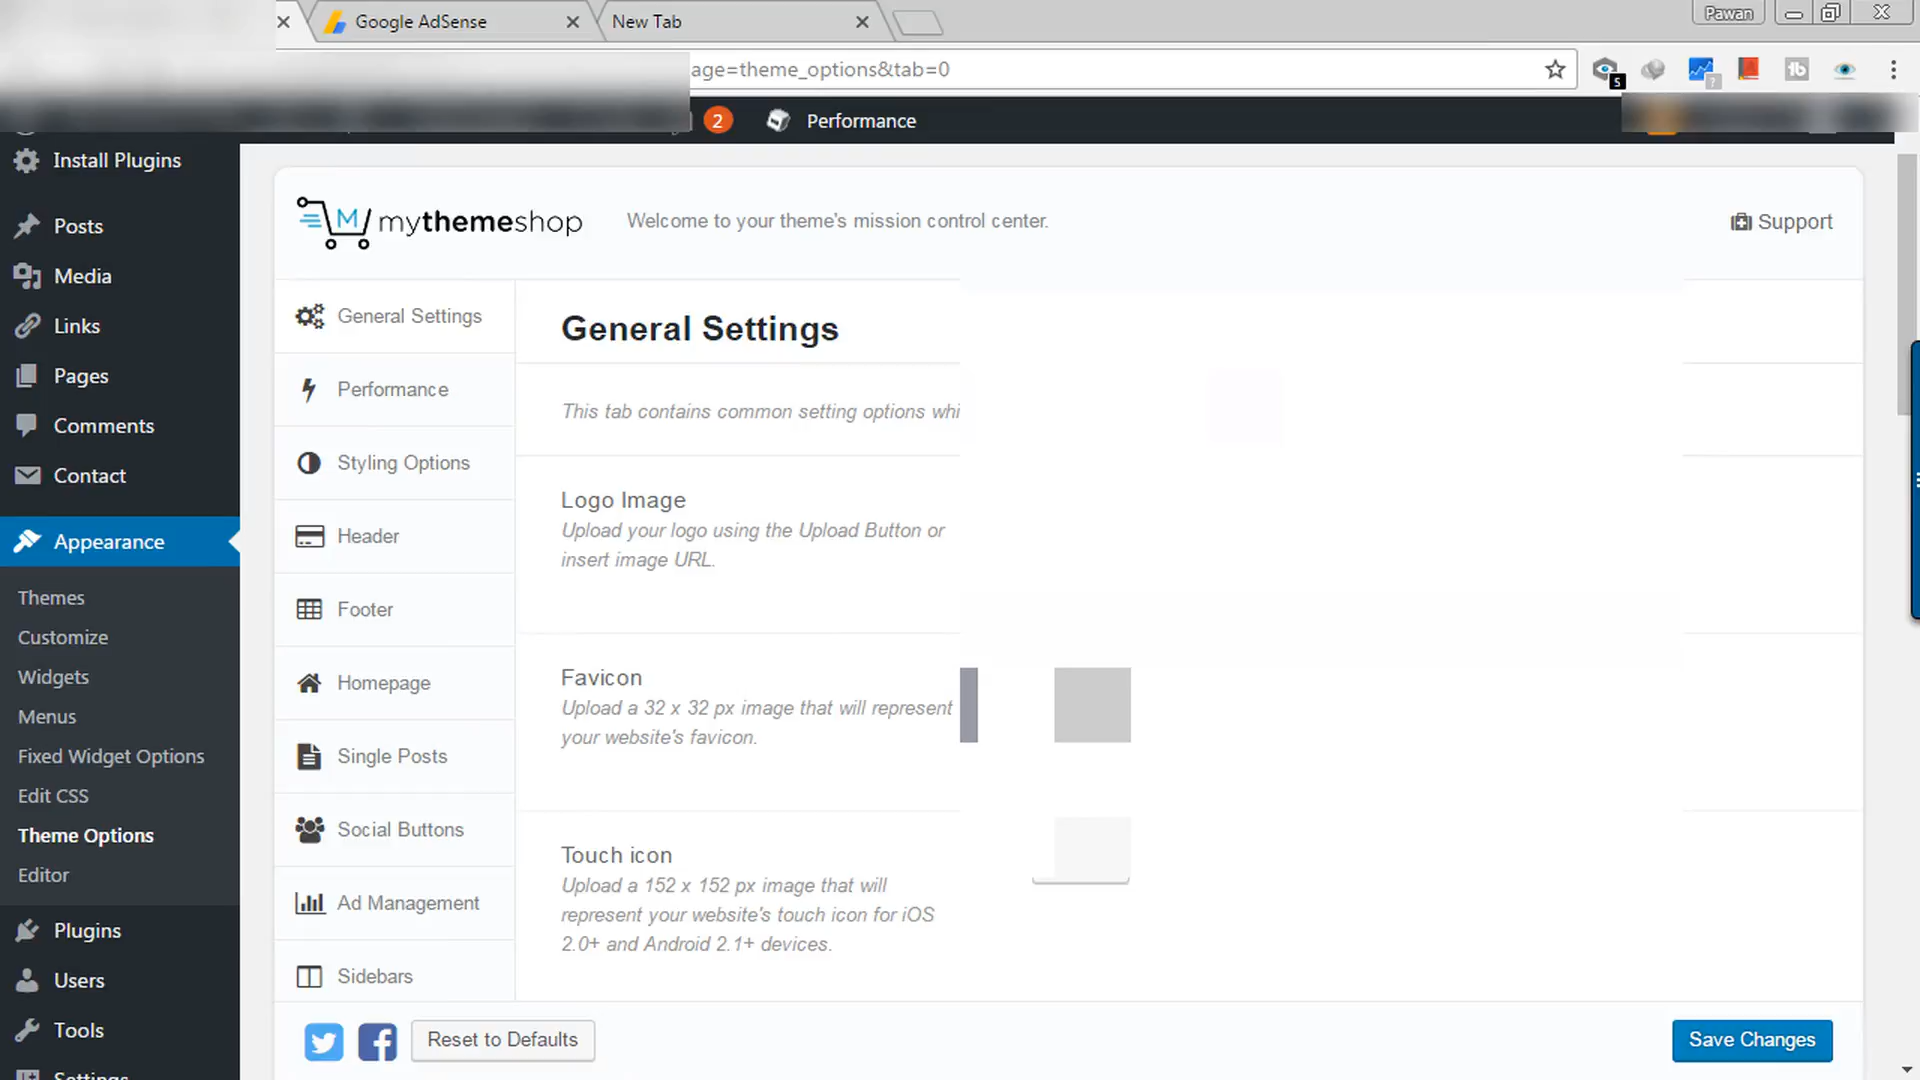 Google AdSense
New Tab
Pawan
age=theme_options&tab=0
2
Performance
Install Plugins
Posts
Media
Links
Pages
Comments
Contact
Appearance
Themes
Customize
Widgets
Menus
Fixed Widget Options
Edit CSS
Theme Options
Editor
Plugins
Users
Tools
Settings
mythemeshop
Welcome to your theme's mission control center.
Support
General Settings
Performance
Styling Options
Header
Footer
Homepage
Single Posts
Social Buttons
Ad Management
Sidebars
General Settings
This tab contains common setting options whi
Logo Image
Upload your logo using the Upload Button or
insert image URL.
Favicon
Upload a 32 x 32 px image that will represent
your website's favicon.
Touch icon
Upload a 152 x 152 px image that will
represent your website's touch icon for iOS
2.0+ and Android 2.1+ devices.
Reset to Defaults
Save Changes